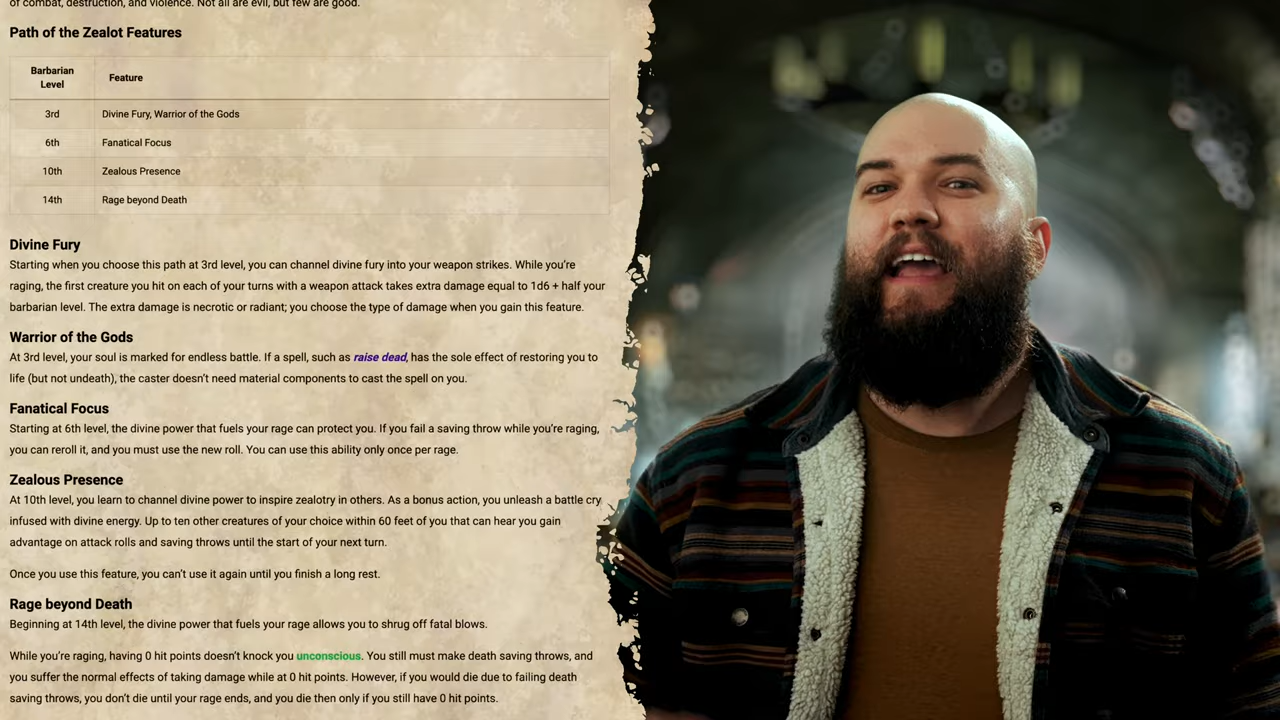 of combat, destruction, and violence. Not all are evil, but few are good.
Path of the Zealot Features
Barbarian
Level
Feature
3rd Divine Fury, Warrior of the Gods
6th Fanatical Focus
10th Zealous Presence
14th Rage beyond Death
Divine Fury
Starting when you choose this path at 3rd level, you can channel divine fury into your weapon strikes. While you're
raging, the first creature you hit on each of your turns with a weapon attack takes extra damage equal to 1d6 + half your
barbarian level. The extra damage is necrotic or radiant; you choose the type of damage when you gain this feature.
Warrior of the Gods
At 3rd level, your soul is marked for endless battle. If a spell, such as raise dead, has the sole effect of restoring you to
life (but not undeath), the caster doesn't need material components to cast the spell on you.
Fanatical Focus
Starting at 6th level, the divine power that fuels your rage can protect you. If you fail a saving throw while you're raging,
you can reroll it, and you must use the new roll. You can use this ability only once per rage.
Zealous Presence
At 10th level, you learn to channel divine power to inspire zealotry in others. As a bonus action, you unleash a battle cry
infused with divine energy. Up to ten other creatures of your choice within 60 feet of you that can hear you gain
advantage on attack rolls and saving throws until the start of your next turn.
Once you use this feature, you can't use it again until you finish a long rest.
Rage beyond Death
Beginning at 14th level, the divine power that fuels your rage allows you to shrug off fatal blows.
While you're raging, having 0 hit points doesn't knock you unconscious. You still must make death saving throws, and
you suffer the normal effects of taking damage while at 0 hit points. However, if you would die due to failing death
saving throws, you don't die until your rage ends, and you die then only if you still have 0 hit points.